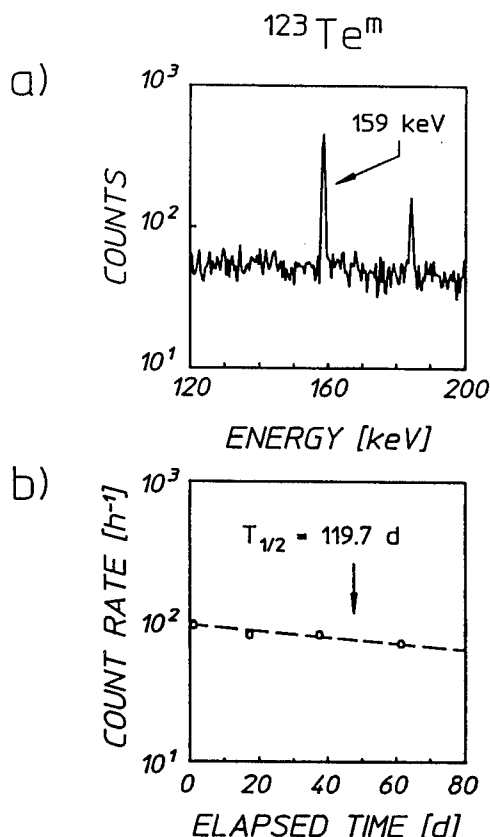 ¹²³Teᵐ
a)
10³
159 keV
COUNTS
10²
10¹
120 160 200
ENERGY [keV]
b)
10³
T₁/₂ = 119.7 d
COUNT RATE [h⁻¹]
10²
10¹
0 20 40 60 80
ELAPSED TIME [d]